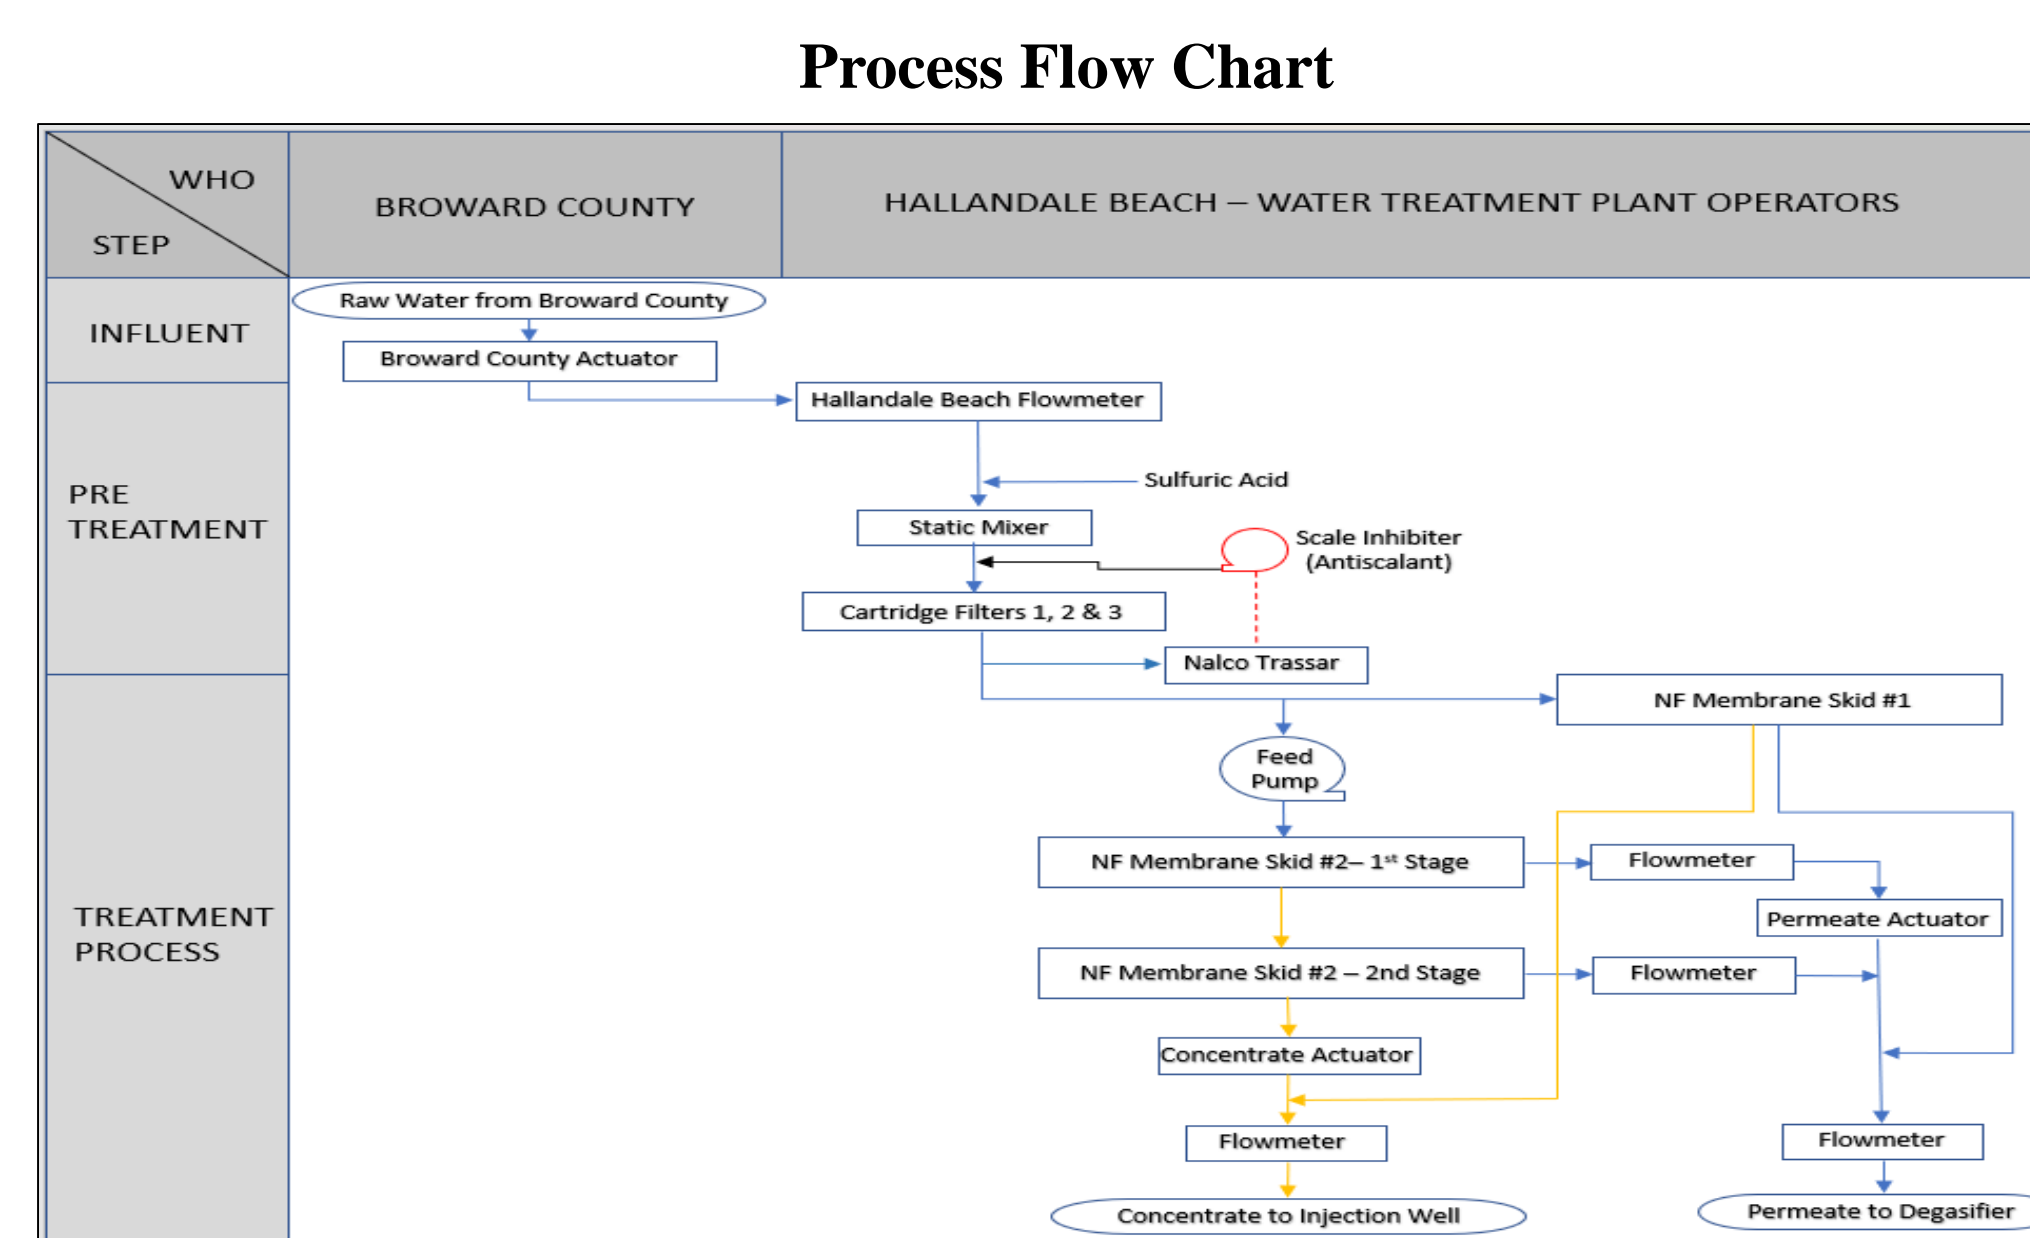 Process Flow Chart
WHO
STEP
BROWARD COUNTY
HALLANDALE BEACH – WATER TREATMENT PLANT OPERATORS
INFLUENT
Raw Water from Broward County
Broward County Actuator
PRE
TREATMENT
Hallandale Beach Flowmeter
Sulfuric Acid
Static Mixer
Scale Inhibiter
(Antiscalant)
Cartridge Filters 1, 2 & 3
Nalco Trassar
TREATMENT
PROCESS
NF Membrane Skid #1
Feed
Pump
NF Membrane Skid #2– 1st Stage
Flowmeter
Permeate Actuator
NF Membrane Skid #2 – 2nd Stage
Flowmeter
Concentrate Actuator
Flowmeter
Flowmeter
Concentrate to Injection Well
Permeate to Degasifier